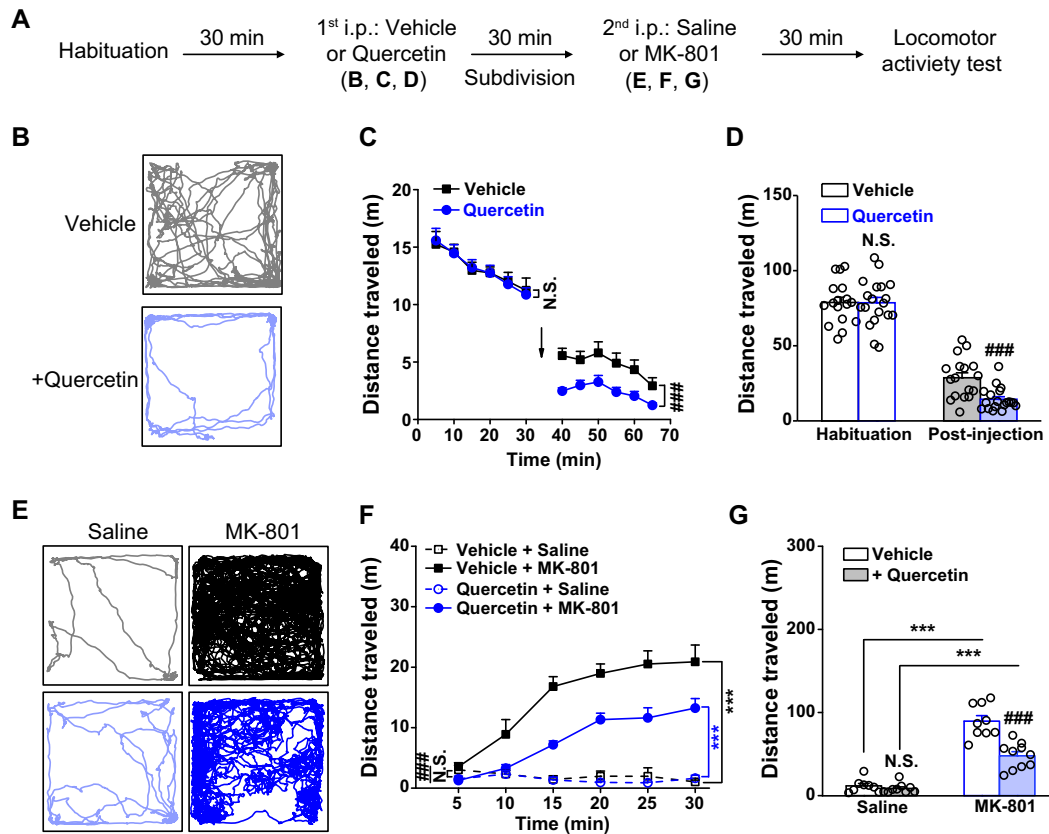 A
Habituation
30 min
1st i.p.: Vehicle
or Quercetin
(B, C, D)
30 min
Subdivision
2nd i.p.: Saline
or MK-801
(E, F, G)
30 min
Locomotor
activiety test
B
Vehicle
+Quercetin
C
Distance traveled (m)
20
15
10
5
0
Vehicle
Quercetin
N.S.
###
0 10 20 30 40 50 60 70
Time (min)
D
Distance traveled (m)
150
100
50
0
Vehicle
Quercetin
N.S.
###
Habituation Post-injection
E
Saline MK-801
F
Distance traveled (m)
40
30
20
10
0
Vehicle + Saline
Vehicle + MK-801
Quercetin + Saline
Quercetin + MK-801
###
N.S.
***
***
5 10 15 20 25 30
Time (min)
G
Distance traveled (m)
300
200
100
0
Vehicle
+ Quercetin
***
***
###
N.S.
Saline MK-801